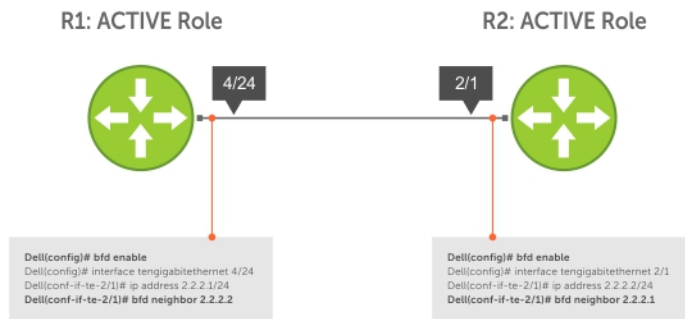 R1: ACTIVE Role
R2: ACTIVE Role
4/24
2/1
Dell(config)# bfd enable
Dell(config)# interface tengigabitethernet 4/24
Dell(conf-if-te-2/1)# ip address 2.2.2.1/24
Dell(conf-if-te-2/1)# bfd neighbor 2.2.2.2
Dell(config)# bfd enable
Dell(config)# interface tengigabitethernet 2/1
Dell(conf-if-te-2/1)# ip address 2.2.2.2/24
Dell(conf-if-te-2/1)# bfd neighbor 2.2.2.1